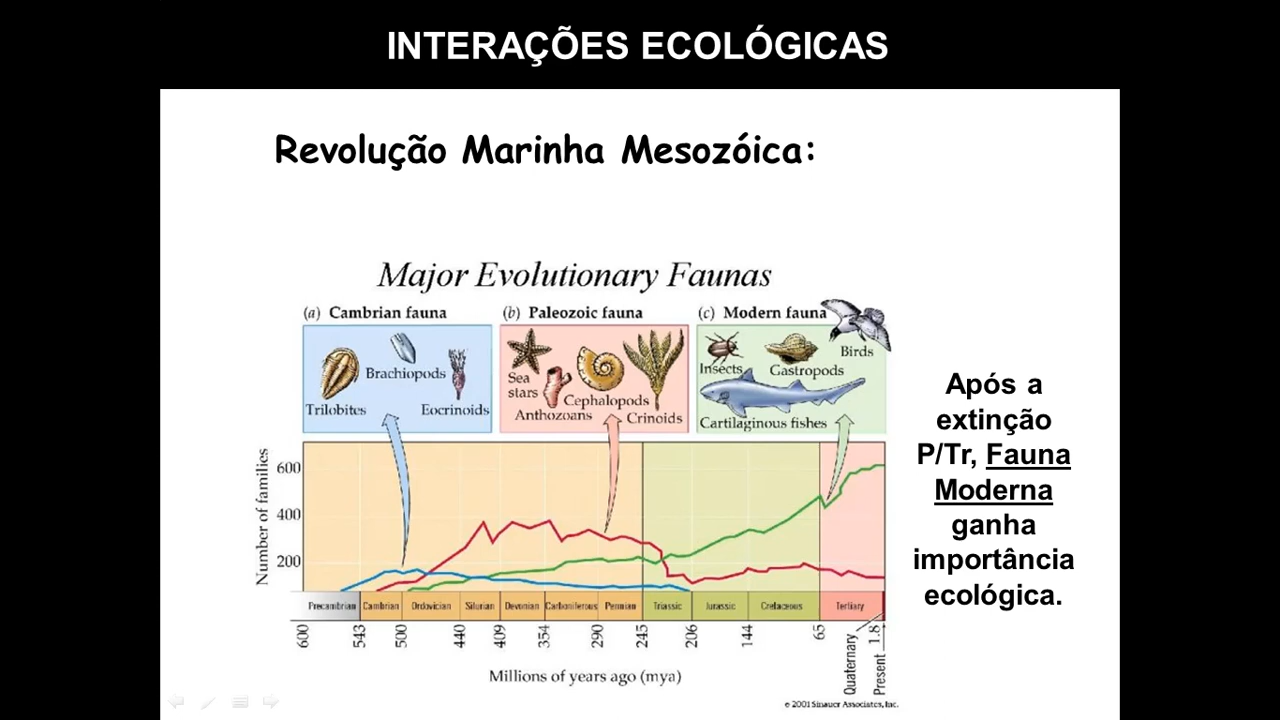 INTERAÇÕES ECOLÓGICAS
Revolução Marinha Mesozóica:
Major Evolutionary Faunas
(a) Cambrian fauna
(b) Paleozoic fauna
(c) Modern fauna
Trilobites
Brachiopods
Eocrinoids
Sea
stars
Anthozoans
Cephalopods
Crinoids
Insects
Gastropods
Birds
Cartilaginous fishes
Após a
extinção
P/Tr, Fauna
Moderna
ganha
importância
ecológica.
Number of families
600
400
200
Precambrian
Cambrian
Ordovician
Silurian
Devonian
Carboniferous
Permian
Triassic
Jurassic
Cretaceous
Tertiary
600
543
500
440
409
354
290
245
206
144
65
Quaternary
1.8
Present
Millions of years ago (mya)
© 2001 Sinauer Associates, Inc.